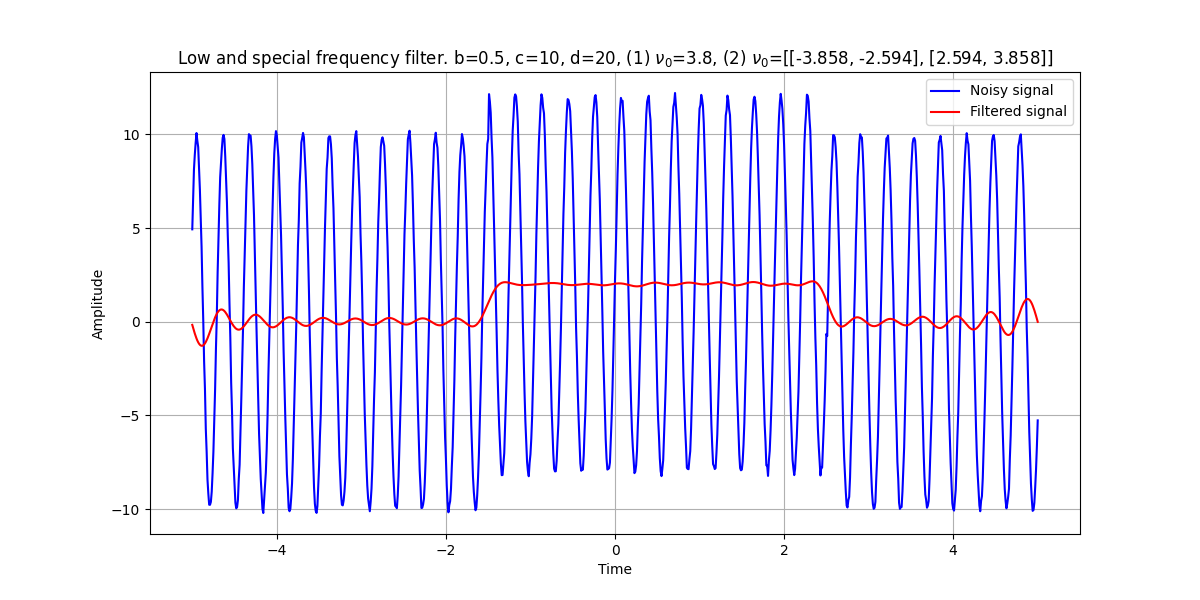 Low and special frequency filter. b=0.5, c=10, d=20, (1) ν₀=3.8, (2) ν₀=[[-3.858, -2.594], [2.594, 3.858]]
Noisy signal
Filtered signal
10
5
0
−5
−10
Amplitude
−4
−2
0
2
4
Time